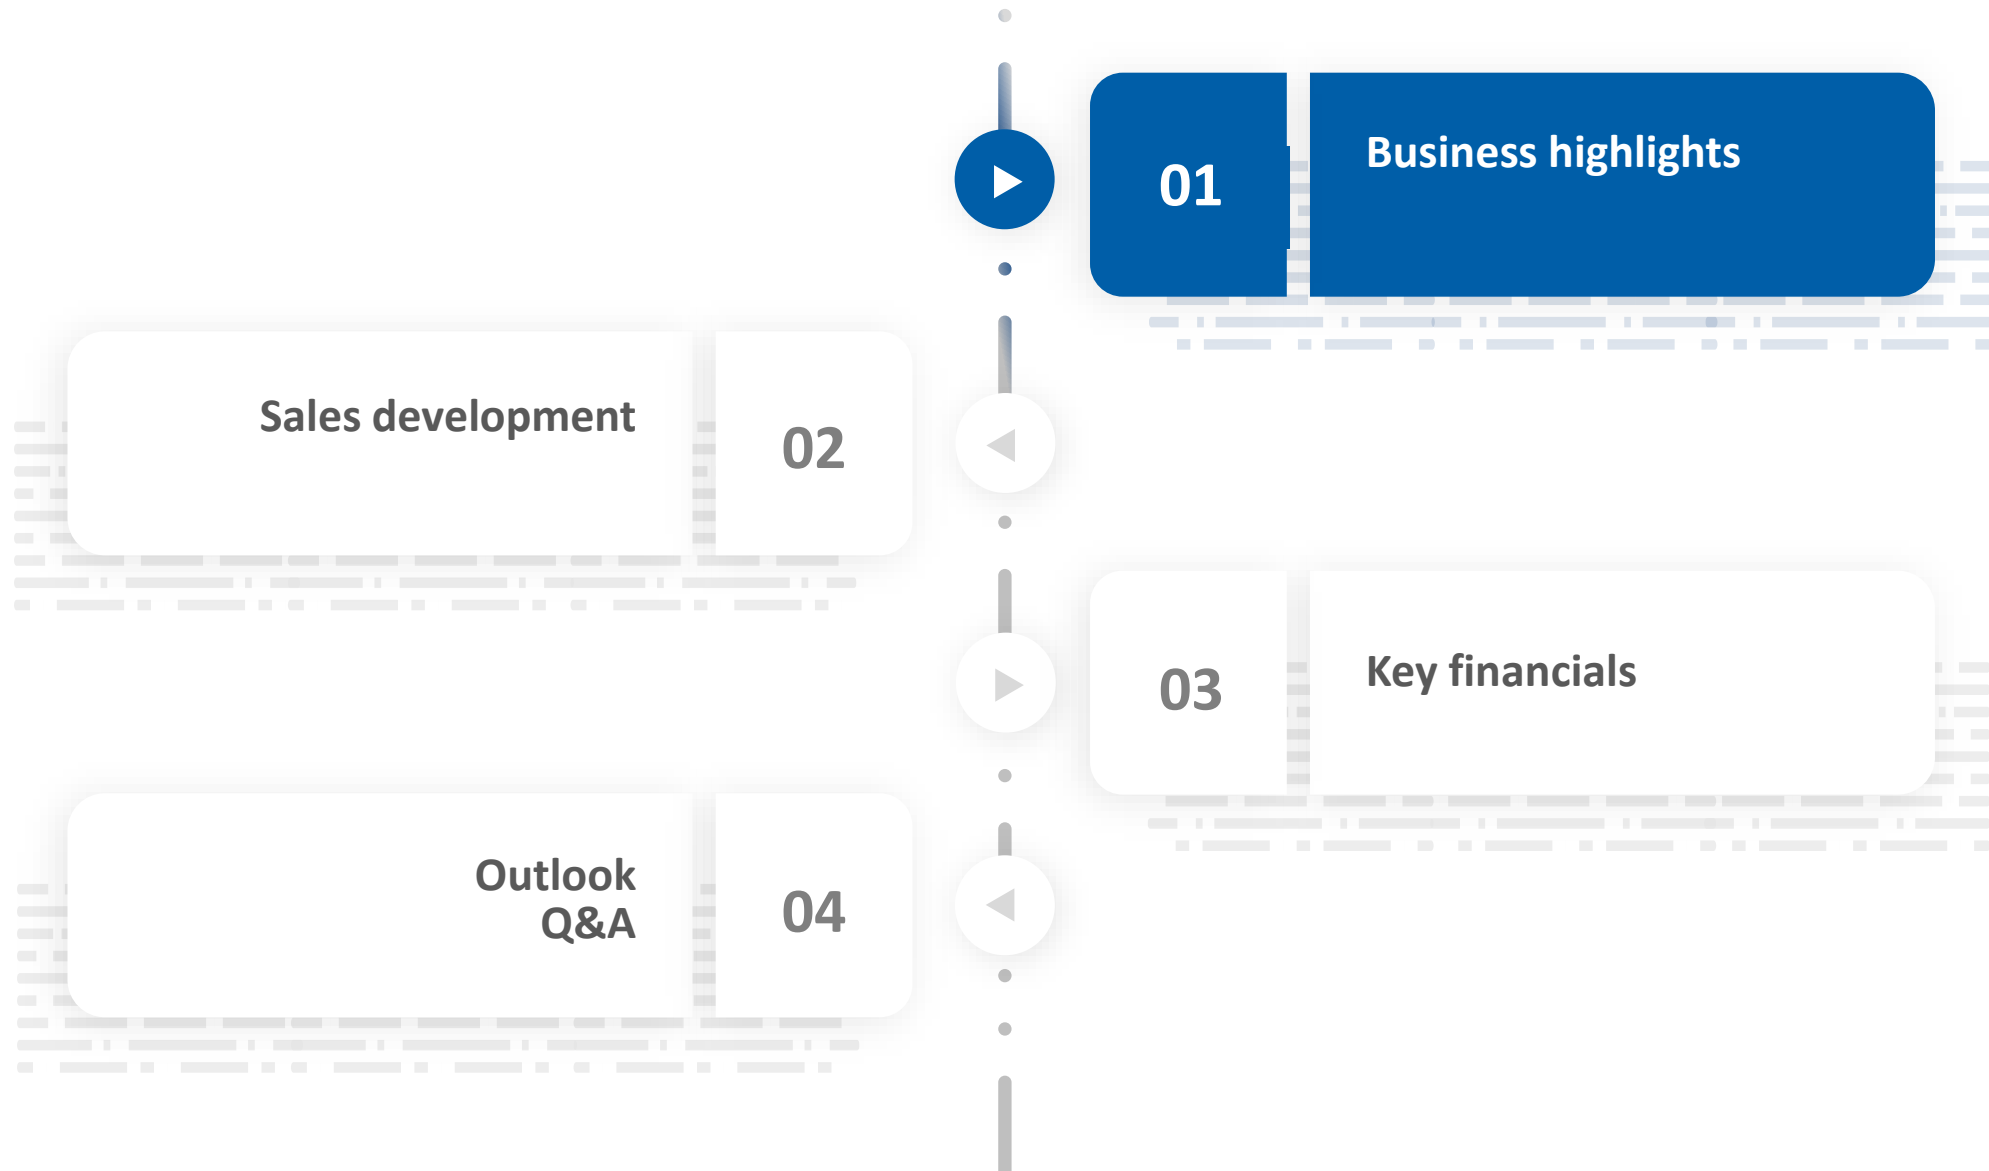 01
Business highlights
Sales development
02
03
Key financials
Outlook
Q&A
04